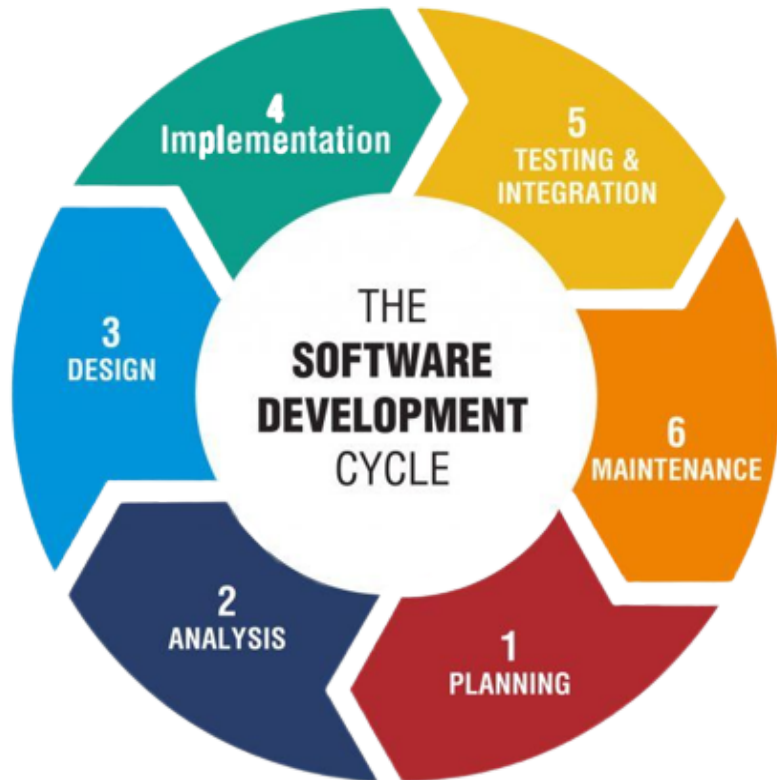 THE
SOFTWARE
DEVELOPMENT
CYCLE
1
PLANNING
2
ANALYSIS
3
DESIGN
4
Implementation
5
TESTING &
INTEGRATION
6
MAINTENANCE